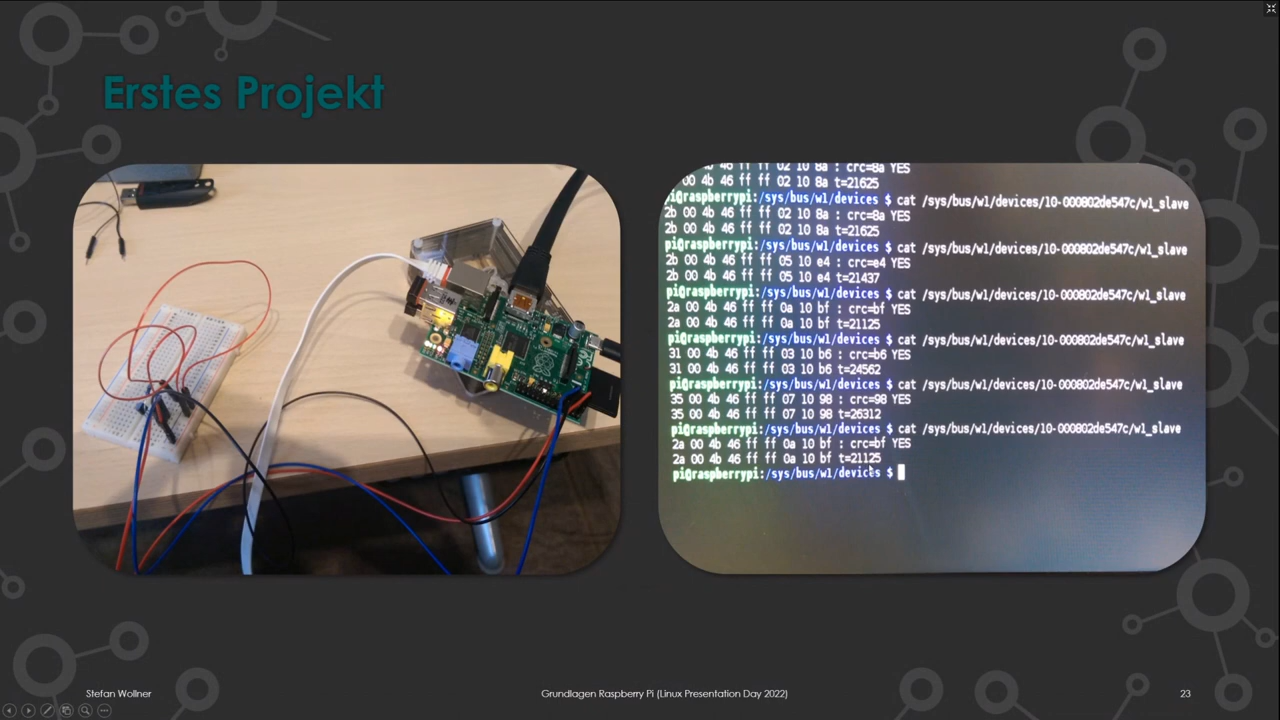 Erstes Projekt
00 4b 46 ff ff 02 10 8a : crc=8a YES
00 4b 46 ff ff 02 10 8a t=21625
pi@raspberrypi:/sys/bus/w1/devices $ cat /sys/bus/w1/devices/10-000802de547c/w1_slave
2b 00 4b 46 ff ff 02 10 8a : crc=8a YES
2b 00 4b 46 ff ff 02 10 8a t=21625
pi@raspberrypi:/sys/bus/w1/devices $ cat /sys/bus/w1/devices/10-000802de547c/w1_slave
2b 00 4b 46 ff ff 05 10 e4 : crc=e4 YES
2b 00 4b 46 ff ff 05 10 e4 t=21437
pi@raspberrypi:/sys/bus/w1/devices $ cat /sys/bus/w1/devices/10-000802de547c/w1_slave
2a 00 4b 46 ff ff 0a 10 bf : crc=bf YES
2a 00 4b 46 ff ff 0a 10 bf t=21125
pi@raspberrypi:/sys/bus/w1/devices $ cat /sys/bus/w1/devices/10-000802de547c/w1_slave
31 00 4b 46 ff ff 03 10 b6 : crc=b6 YES
31 00 4b 46 ff ff 03 10 b6 t=24562
pi@raspberrypi:/sys/bus/w1/devices $ cat /sys/bus/w1/devices/10-000802de547c/w1_slave
35 00 4b 46 ff ff 07 10 98 : crc=98 YES
35 00 4b 46 ff ff 07 10 98 t=26312
pi@raspberrypi:/sys/bus/w1/devices $ cat /sys/bus/w1/devices/10-000802de547c/w1_slave
2a 00 4b 46 ff ff 0a 10 bf : crc=bf YES
2a 00 4b 46 ff ff 0a 10 bf t=21125
pi@raspberrypi:/sys/bus/w1/devices $
Stefan Wollner
Grundlagen Raspberry Pi (Linux Presentation Day 2022)
23